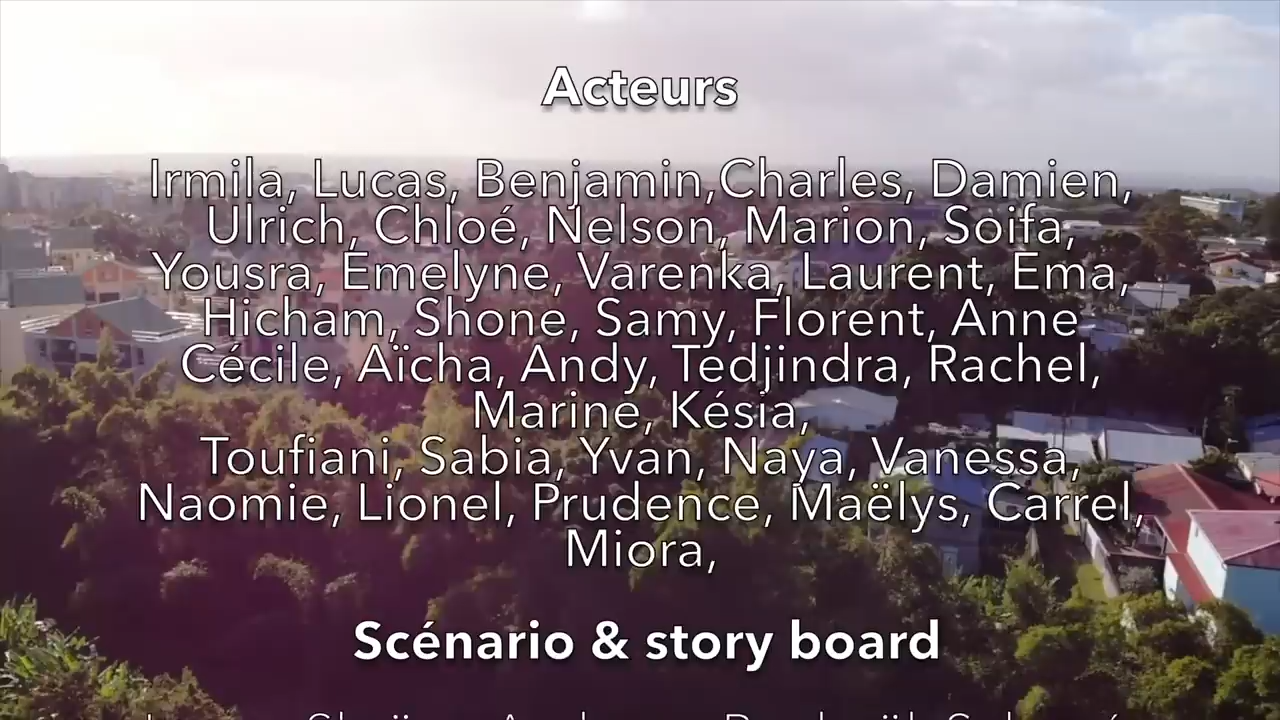 Acteurs
Irmila, Lucas, Benjamin,Charles, Damien,
Ulrich, Chloé, Nelson, Marion, Soifa,
Yousra, Emelyne, Varenka, Laurent, Ema,
Hicham, Shone, Samy, Florent, Anne
Cécile, Aïcha, Andy, Tedjindra, Rachel,
Marine, Késia,
Toufiani, Sabia, Yvan, Naya, Vanessa,
Naomie, Lionel, Prudence, Maëlys, Carrel,
Miora,
Scénario & story board